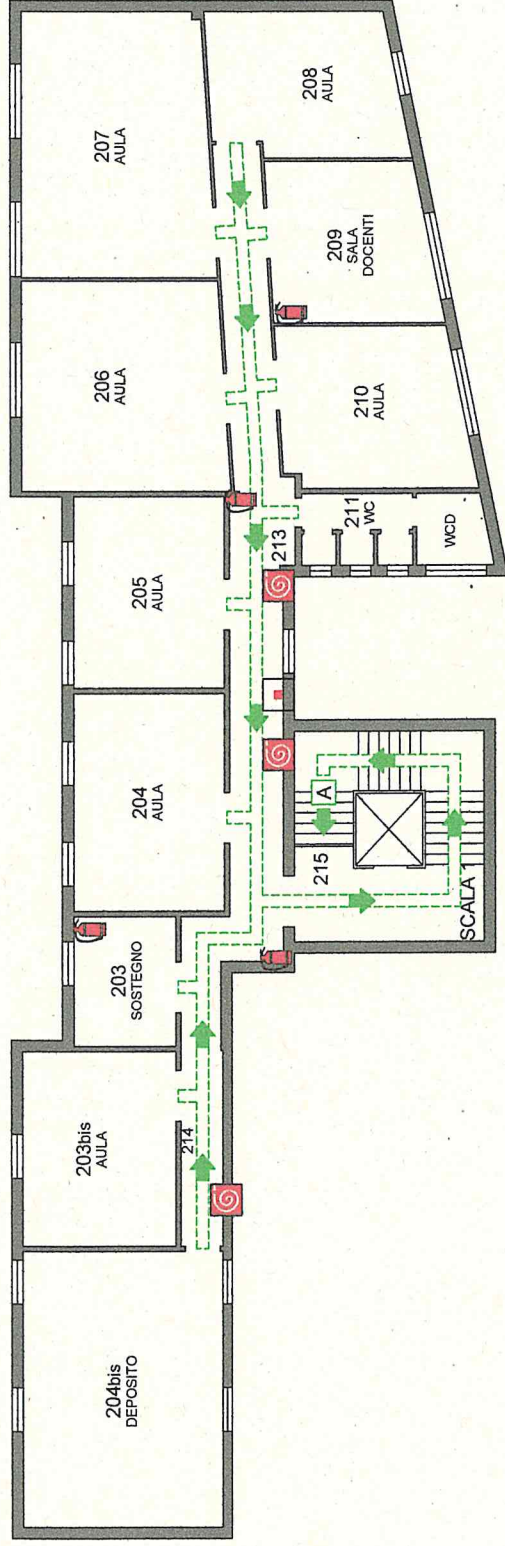 204bis
DEPOSITO
203bis
AULA
214
203
SOSTEGNO
204
AULA
205
AULA
206
AULA
207
AULA
208
AULA
209
SALA
DOCENTI
210
AULA
211
WC
WCD
213
215
A
SCALA 1